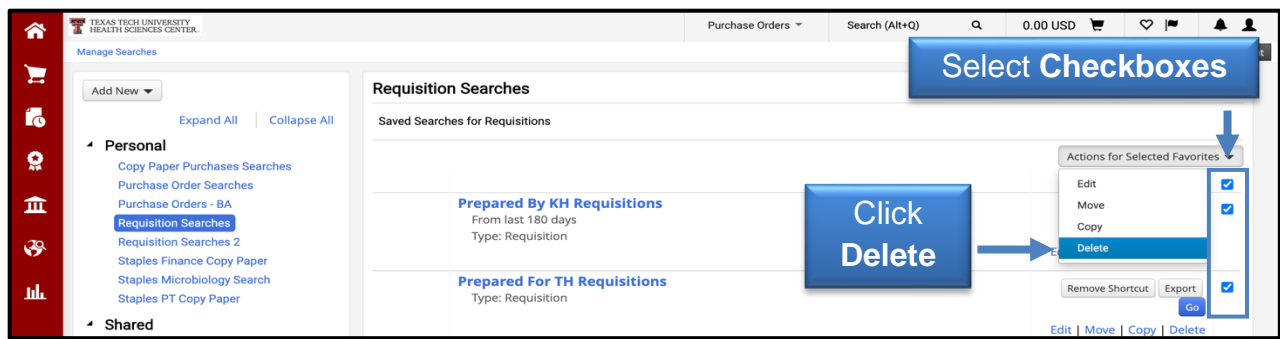 TEXAS TECH UNIVERSITY
HEALTH SCIENCES CENTER.
Purchase Orders
Search (Alt+Q)
0.00 USD
Manage Searches
Select Checkboxes
Add New
Expand All
Collapse All
Personal
Copy Paper Purchases Searches
Purchase Order Searches
Purchase Orders - BA
Requisition Searches
Requisition Searches 2
Staples Finance Copy Paper
Staples Microbiology Search
Staples PT Copy Paper
Shared
Requisition Searches
Saved Searches for Requisitions
Actions for Selected Favorites
Edit
Move
Copy
Delete
Prepared By KH Requisitions
From last 180 days
Type: Requisition
Click
Delete
Prepared For TH Requisitions
Type: Requisition
Remove Shortcut
Export
Go
Edit | Move | Copy | Delete